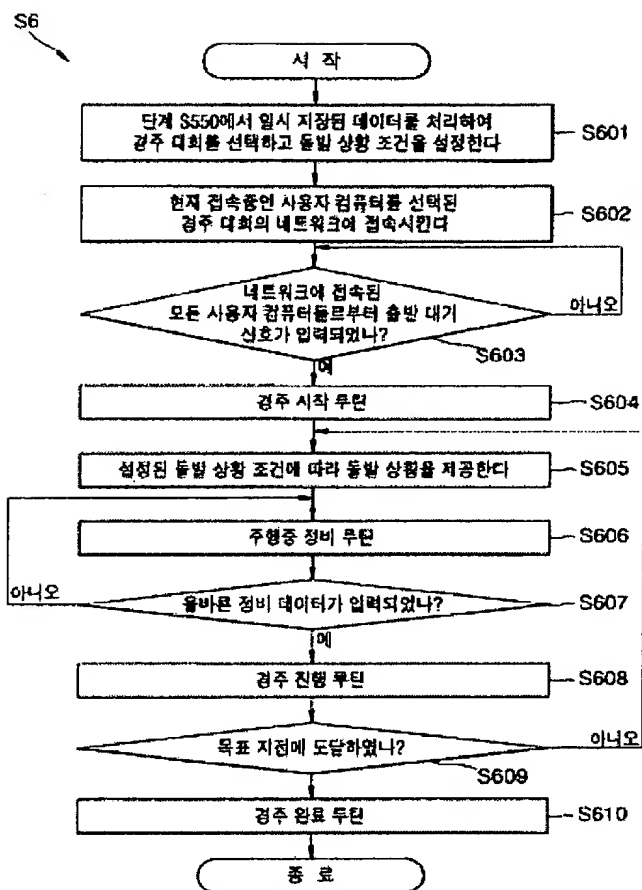 S6
시 작
단계 S550에서 일시 저장된 데이터를 처리하여
경주 대회를 선택하고 돌발 상황 조건을 설정한다
S601
현재 접속중인 사용자 컴퓨터를 선택된
경주 대회의 네트워크에 접속시킨다
S602
네트워크에 접속된
모든 사용자 컴퓨터들로부터 출발 대기
신호가 입력되었나?
아니오
S603
예
경주 시작 루틴
S604
설정된 돌발 상황 조건에 따라 돌발 상황을 제공한다
S605
주행중 정비 루틴
S606
아니오
올바른 정비 데이터가 입력되었나?
S607
예
경주 진행 루틴
S608
목표 지점에 도달하였나?
아니오
S609
경주 완료 루틴
S610
종 료